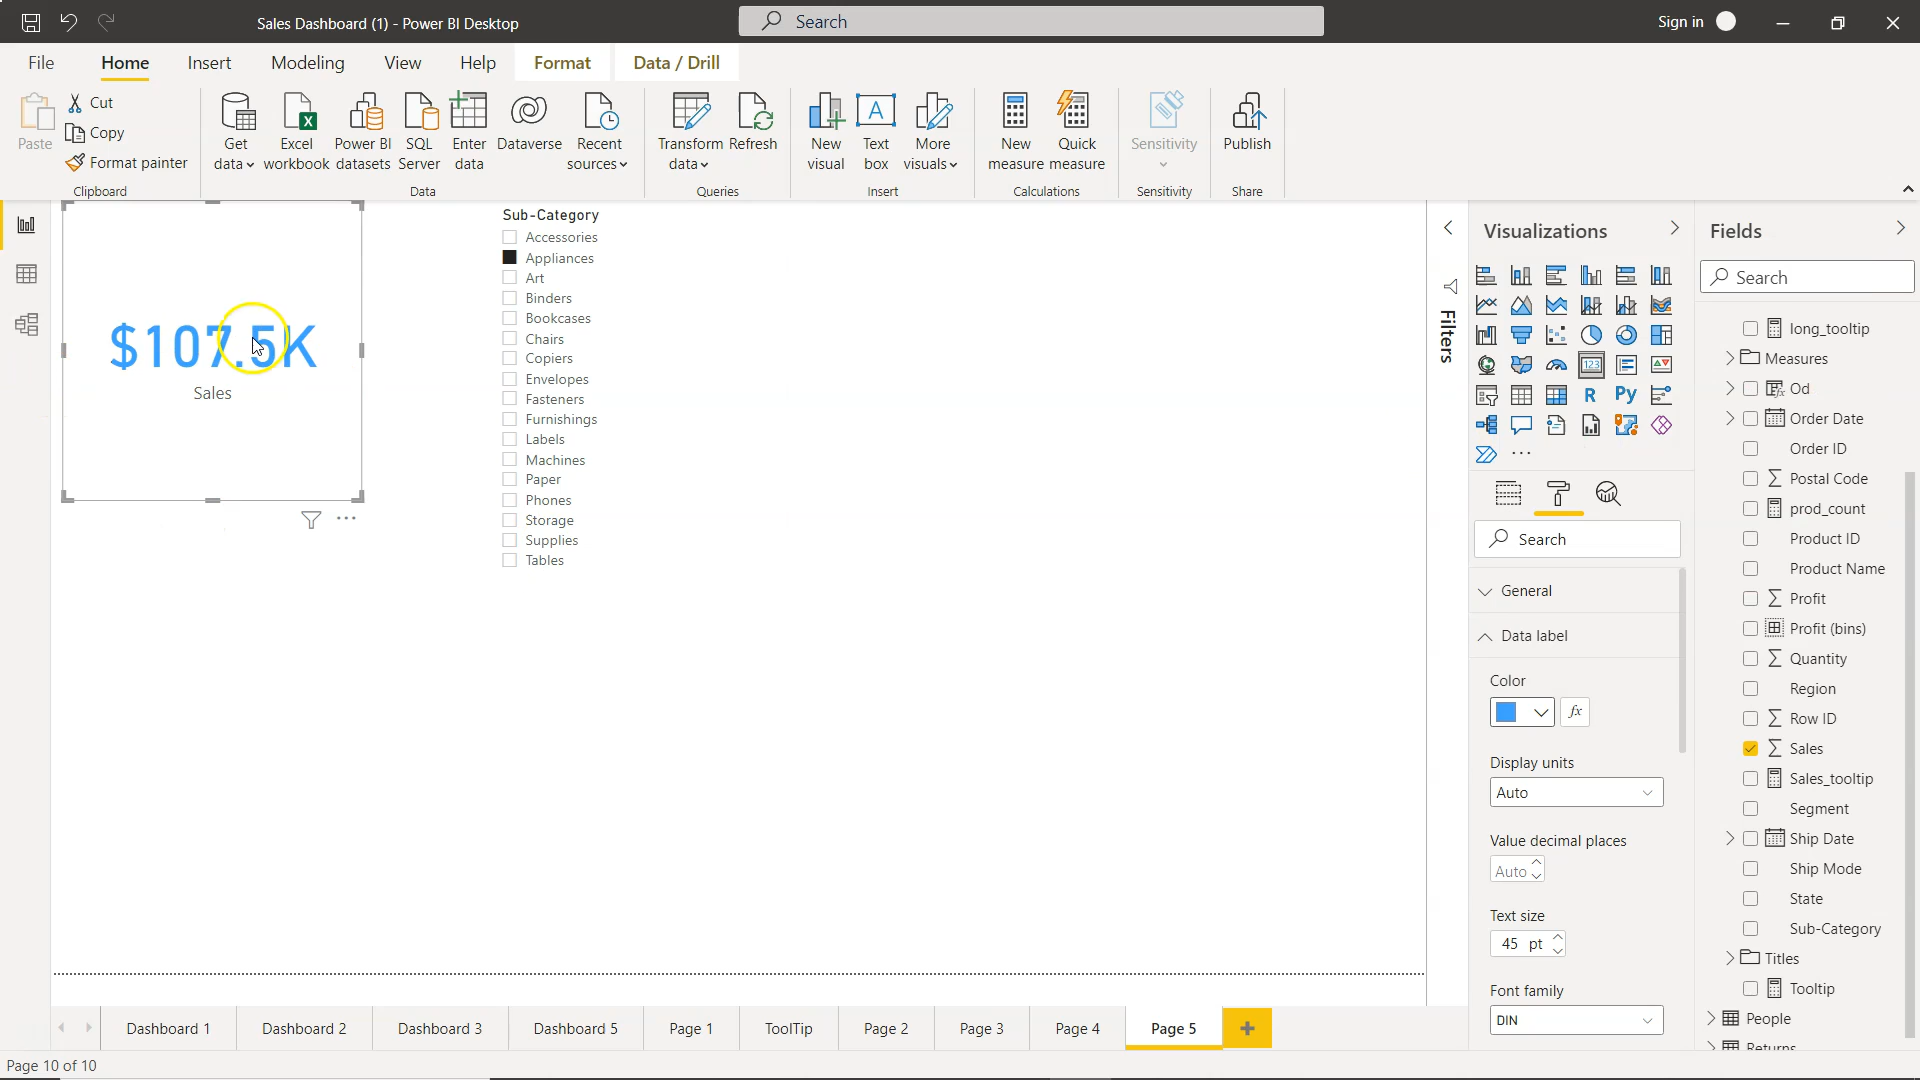 Sales Dashboard (1) - Power BI Desktop
Search
Sign in
File
Home
Insert
Modeling
View
Help
Format
Data / Drill
Paste
Cut
Copy
Format painter
Clipboard
Get data
Excel workbook
Power BI datasets
SQL Server
Enter data
Dataverse
Recent sources
Data
Transform data
Refresh
Queries
New visual
A
Text box
More visuals
Insert
New measure
Quick measure
Calculations
Sensitivity
Sensitivity
Publish
Share
$107.5K
Sales
Sub-Category
Accessories
Appliances
Art
Binders
Bookcases
Chairs
Copiers
Envelopes
Fasteners
Furnishings
Labels
Machines
Paper
Phones
Storage
Supplies
Tables
Filters
Visualizations
123
R
Py
Search
General
Data label
Color
fx
Display units
Auto
Value decimal places
Auto
Text size
45 pt
Font family
DIN
Fields
Search
long_tooltip
Measures
Od
Order Date
Order ID
Postal Code
prod_count
Product ID
Product Name
Profit
Profit (bins)
Quantity
Region
Row ID
Sales
Sales_tooltip
Segment
Ship Date
Ship Mode
State
Sub-Category
Titles
Tooltip
People
Returns
Dashboard 1
Dashboard 2
Dashboard 3
Dashboard 5
Page 1
ToolTip
Page 2
Page 3
Page 4
Page 5
Page 10 of 10